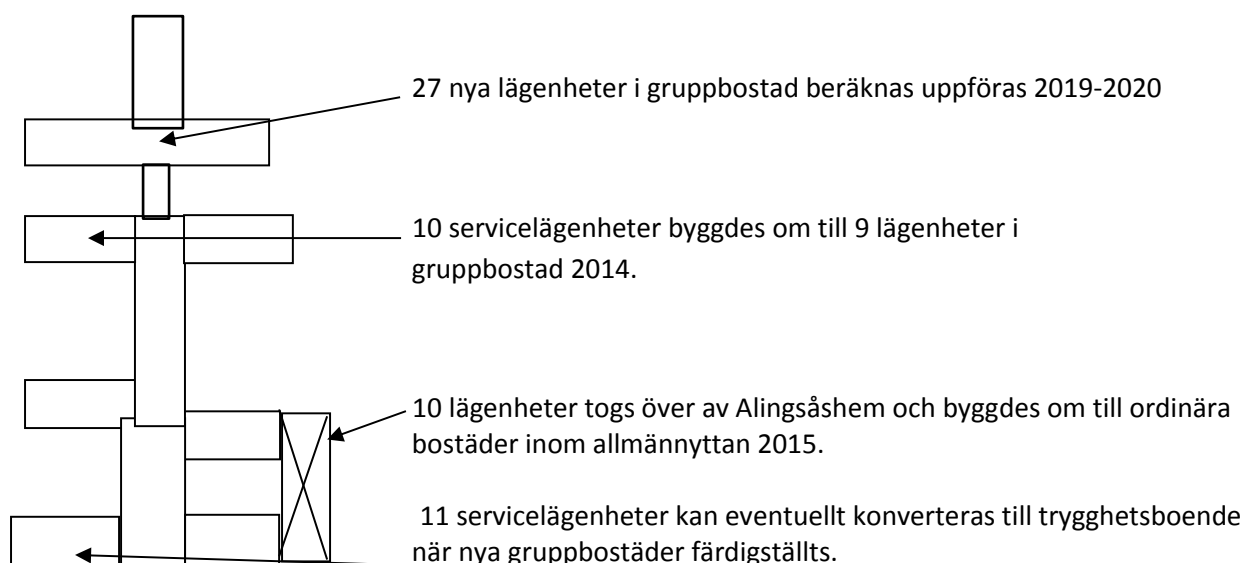 27 nya lägenheter i gruppbostad beräknas uppföras 2019-2020
10 servicelägenheter byggdes om till 9 lägenheter i
gruppbostad 2014.
10 lägenheter togs över av Alingsåshem och byggdes om till ordinära
bostäder inom allmännyttan 2015.
11 servicelägenheter kan eventuellt konverteras till trygghetsboende
när nya gruppbostäder färdigställts.